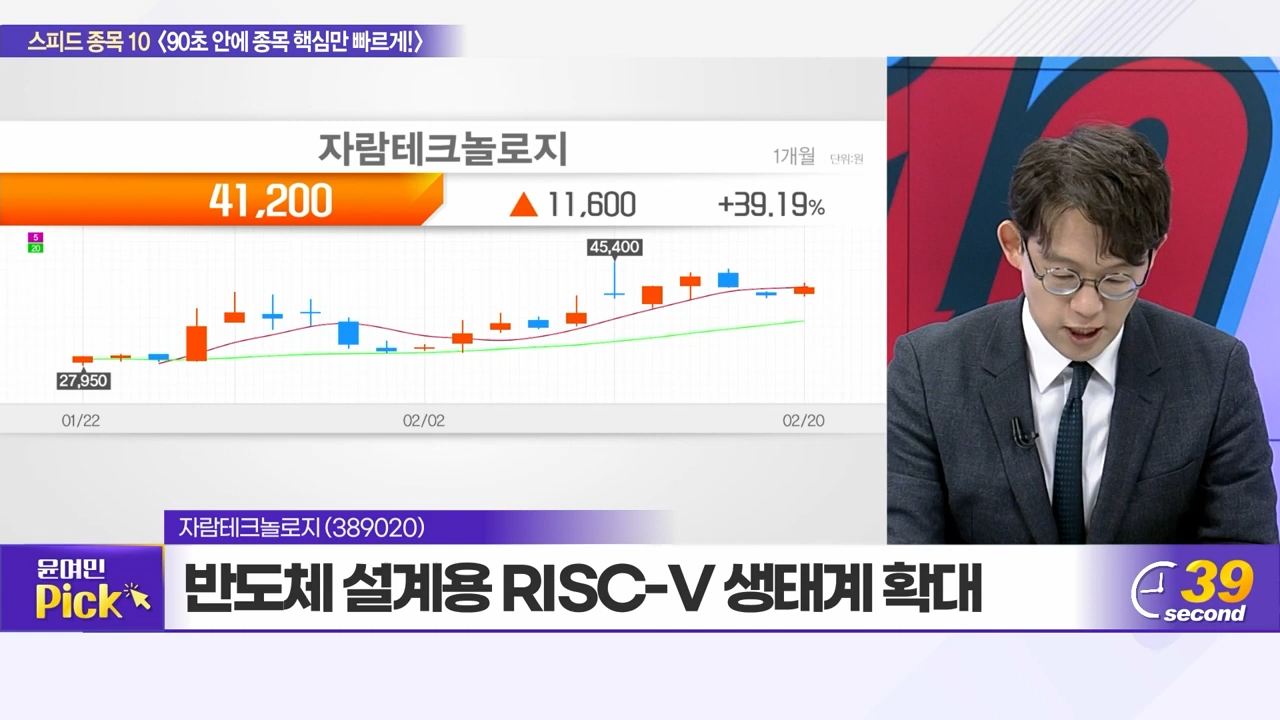 스피드 종목 10 〈90초 안에 종목 핵심만 빠르게!〉
자람테크놀로지
1개월 단위:원
41,200 ▲ 11,600 +39.19%
5
20
45,400
27,950
01/22 02/02 02/20
자람테크놀로지 (389020)
윤여민
Pick
반도체 설계용 RISC-V 생태계 확대
39
second